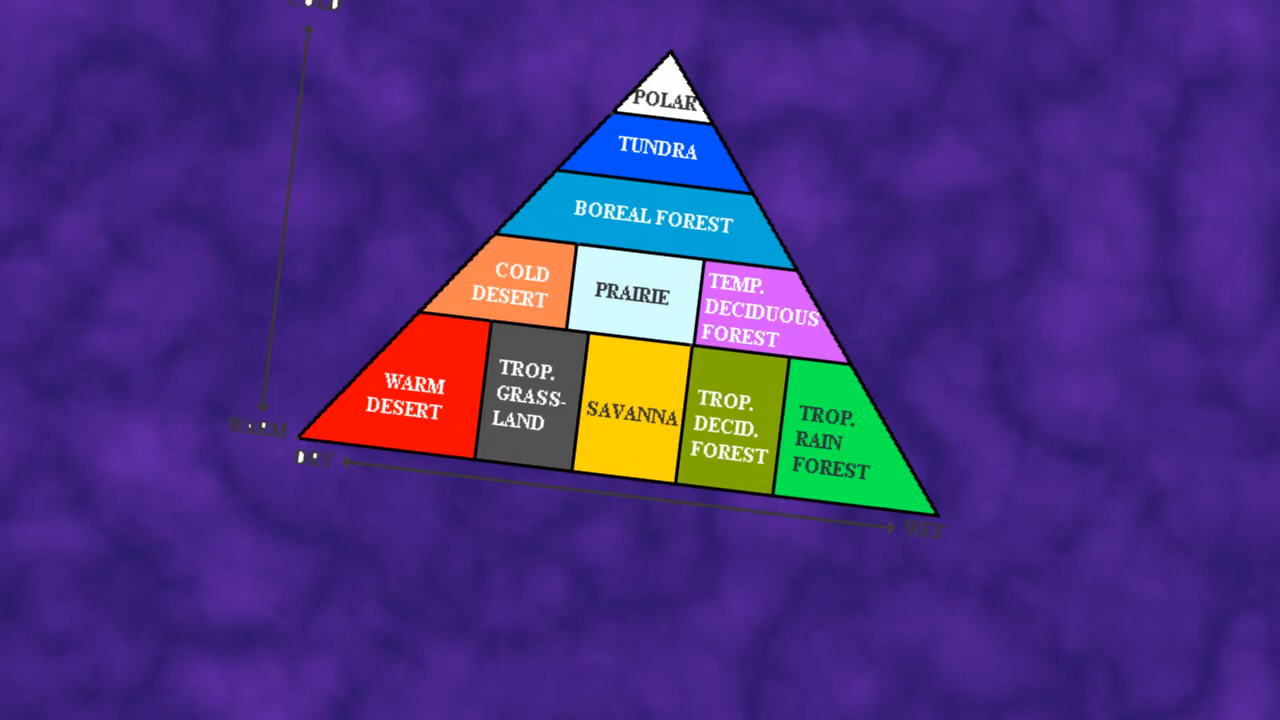 POLAR
TUNDRA
BOREAL FOREST
COLD
DESERT
PRAIRIE
TEMP.
DECIDUOUS
FOREST
WARM
DESERT
TROP.
GRASS-
LAND
SAVANNA
TROP.
DECID.
FOREST
TROP.
RAIN
FOREST
WARM
DRY
WET